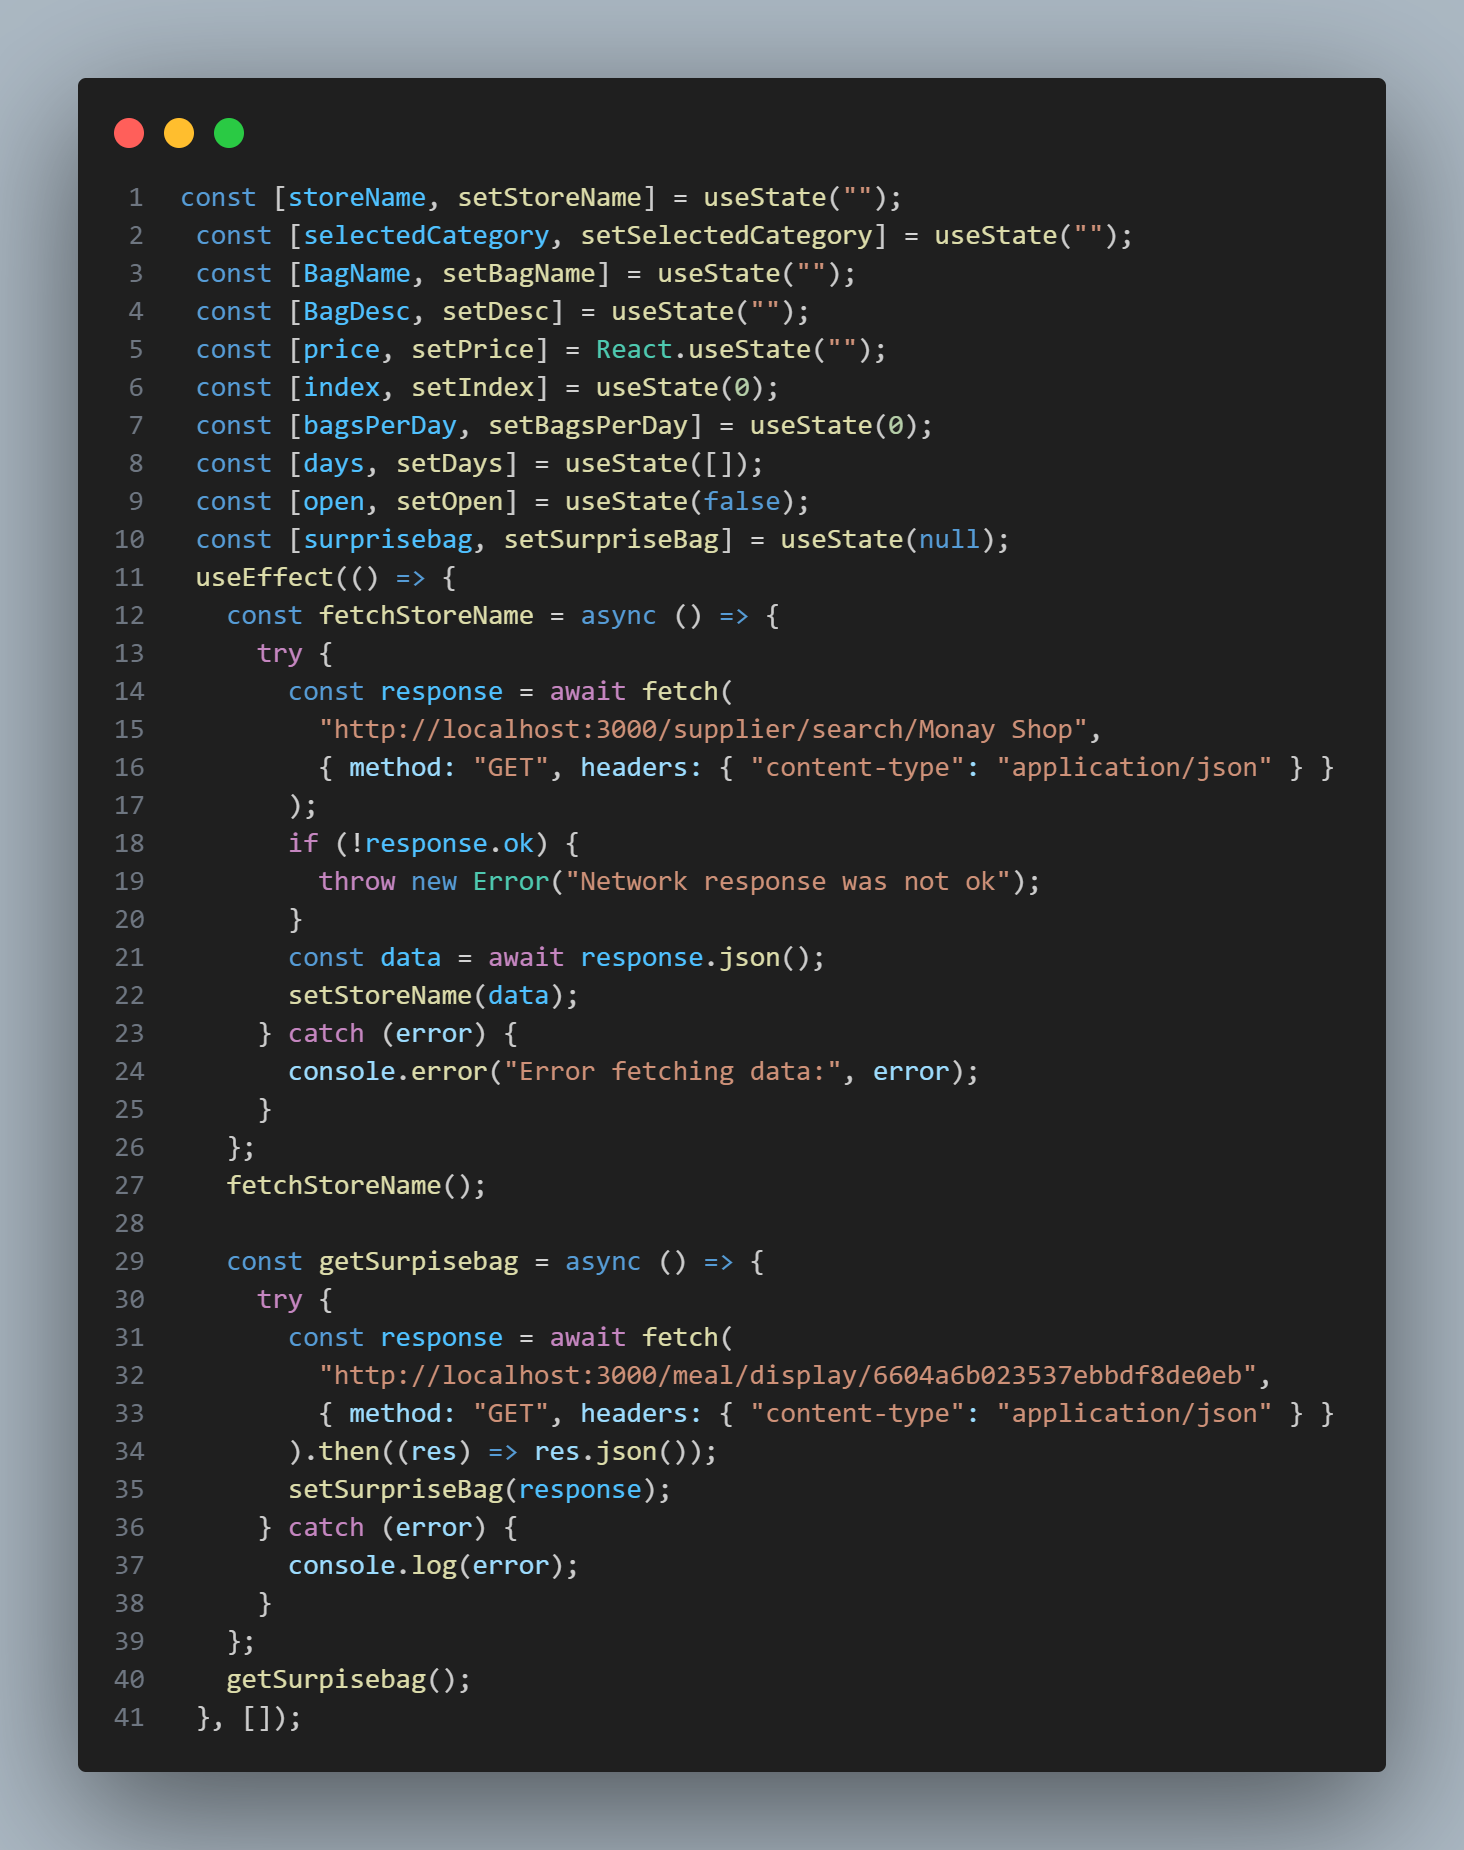 1 const [storeName, setStoreName] = useState("");
2 const [selectedCategory, setSelectedCategory] = useState("");
3 const [BagName, setBagName] = useState("");
4 const [BagDesc, setDesc] = useState("");
5 const [price, setPrice] = React.useState("");
6 const [index, setIndex] = useState(0);
7 const [bagsPerDay, setBagsPerDay] = useState(0);
8 const [days, setDays] = useState([]);
9 const [open, setOpen] = useState(false);
10 const [surprisebag, setSurpriseBag] = useState(null);
11 useEffect(() => {
12 const fetchStoreName = async () => {
13 try {
14 const response = await fetch(
15 "http://localhost:3000/supplier/search/Monay Shop",
16 { method: "GET", headers: { "content-type": "application/json" } }
17 );
18 if (!response.ok) {
19 throw new Error("Network response was not ok");
20 }
21 const data = await response.json();
22 setStoreName(data);
23 } catch (error) {
24 console.error("Error fetching data:", error);
25 }
26 };
27 fetchStoreName();
28
29 const getSurpisebag = async () => {
30 try {
31 const response = await fetch(
32 "http://localhost:3000/meal/display/6604a6b023537ebbdf8de0eb",
33 { method: "GET", headers: { "content-type": "application/json" } }
34 ).then((res) => res.json());
35 setSurpriseBag(response);
36 } catch (error) {
37 console.log(error);
38 }
39 };
40 getSurpisebag();
41 }, []);